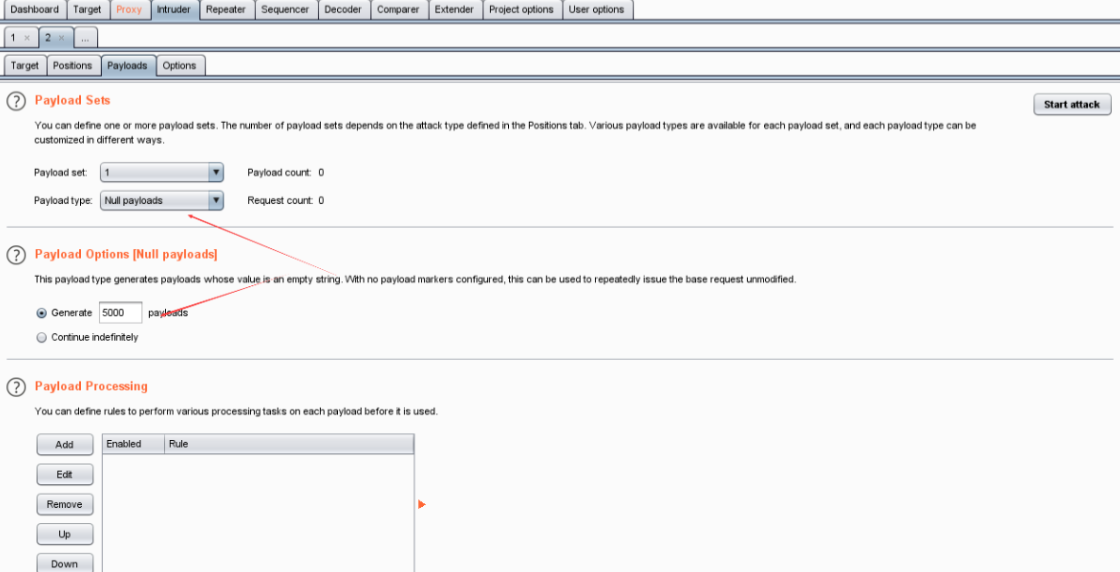 Dashboard Target Proxy Intruder Repeater Sequencer Decoder Comparer Extender Project options User options
1 × 2 × ...
Target Positions Payloads Options
? Payload Sets
Start attack
You can define one or more payload sets. The number of payload sets depends on the attack type defined in the Positions tab. Various payload types are available for each payload set, and each payload type can be
customized in different ways.
Payload set: 1 Payload count: 0
Payload type: Null payloads Request count: 0
? Payload Options [Null payloads]
This payload type generates payloads whose value is an empty string. With no payload markers configured, this can be used to repeatedly issue the base request unmodified.
Generate 5000 payloads
Continue indefinitely
? Payload Processing
You can define rules to perform various processing tasks on each payload before it is used.
Add Enabled Rule
Edit
Remove
Up
Down